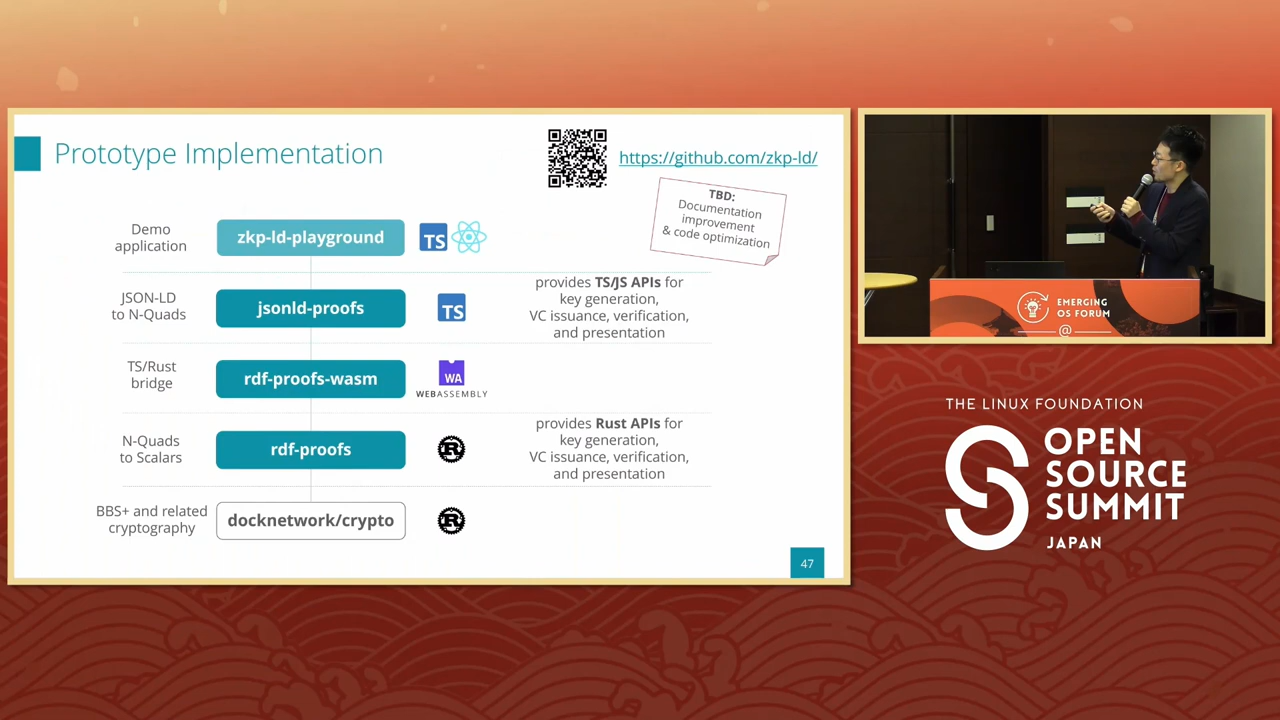 Prototype Implementation
https://github.com/zkp-ld/
TBD:
Documentation
improvement
& code optimization
Demo
application
zkp-ld-playground
TS
JSON-LD
to N-Quads
jsonld-proofs
TS
provides TS/JS APIs for
key generation,
VC issuance, verification,
and presentation
TS/Rust
bridge
rdf-proofs-wasm
WA
WEBASSEMBLY
N-Quads
to Scalars
rdf-proofs
R
provides Rust APIs for
key generation,
VC issuance, verification,
and presentation
BBS+ and related
cryptography
docknetwork/crypto
R
47
EMERGING
OS FORUM
@
THE LINUX FOUNDATION
OPEN
SOURCE
SUMMIT
JAPAN